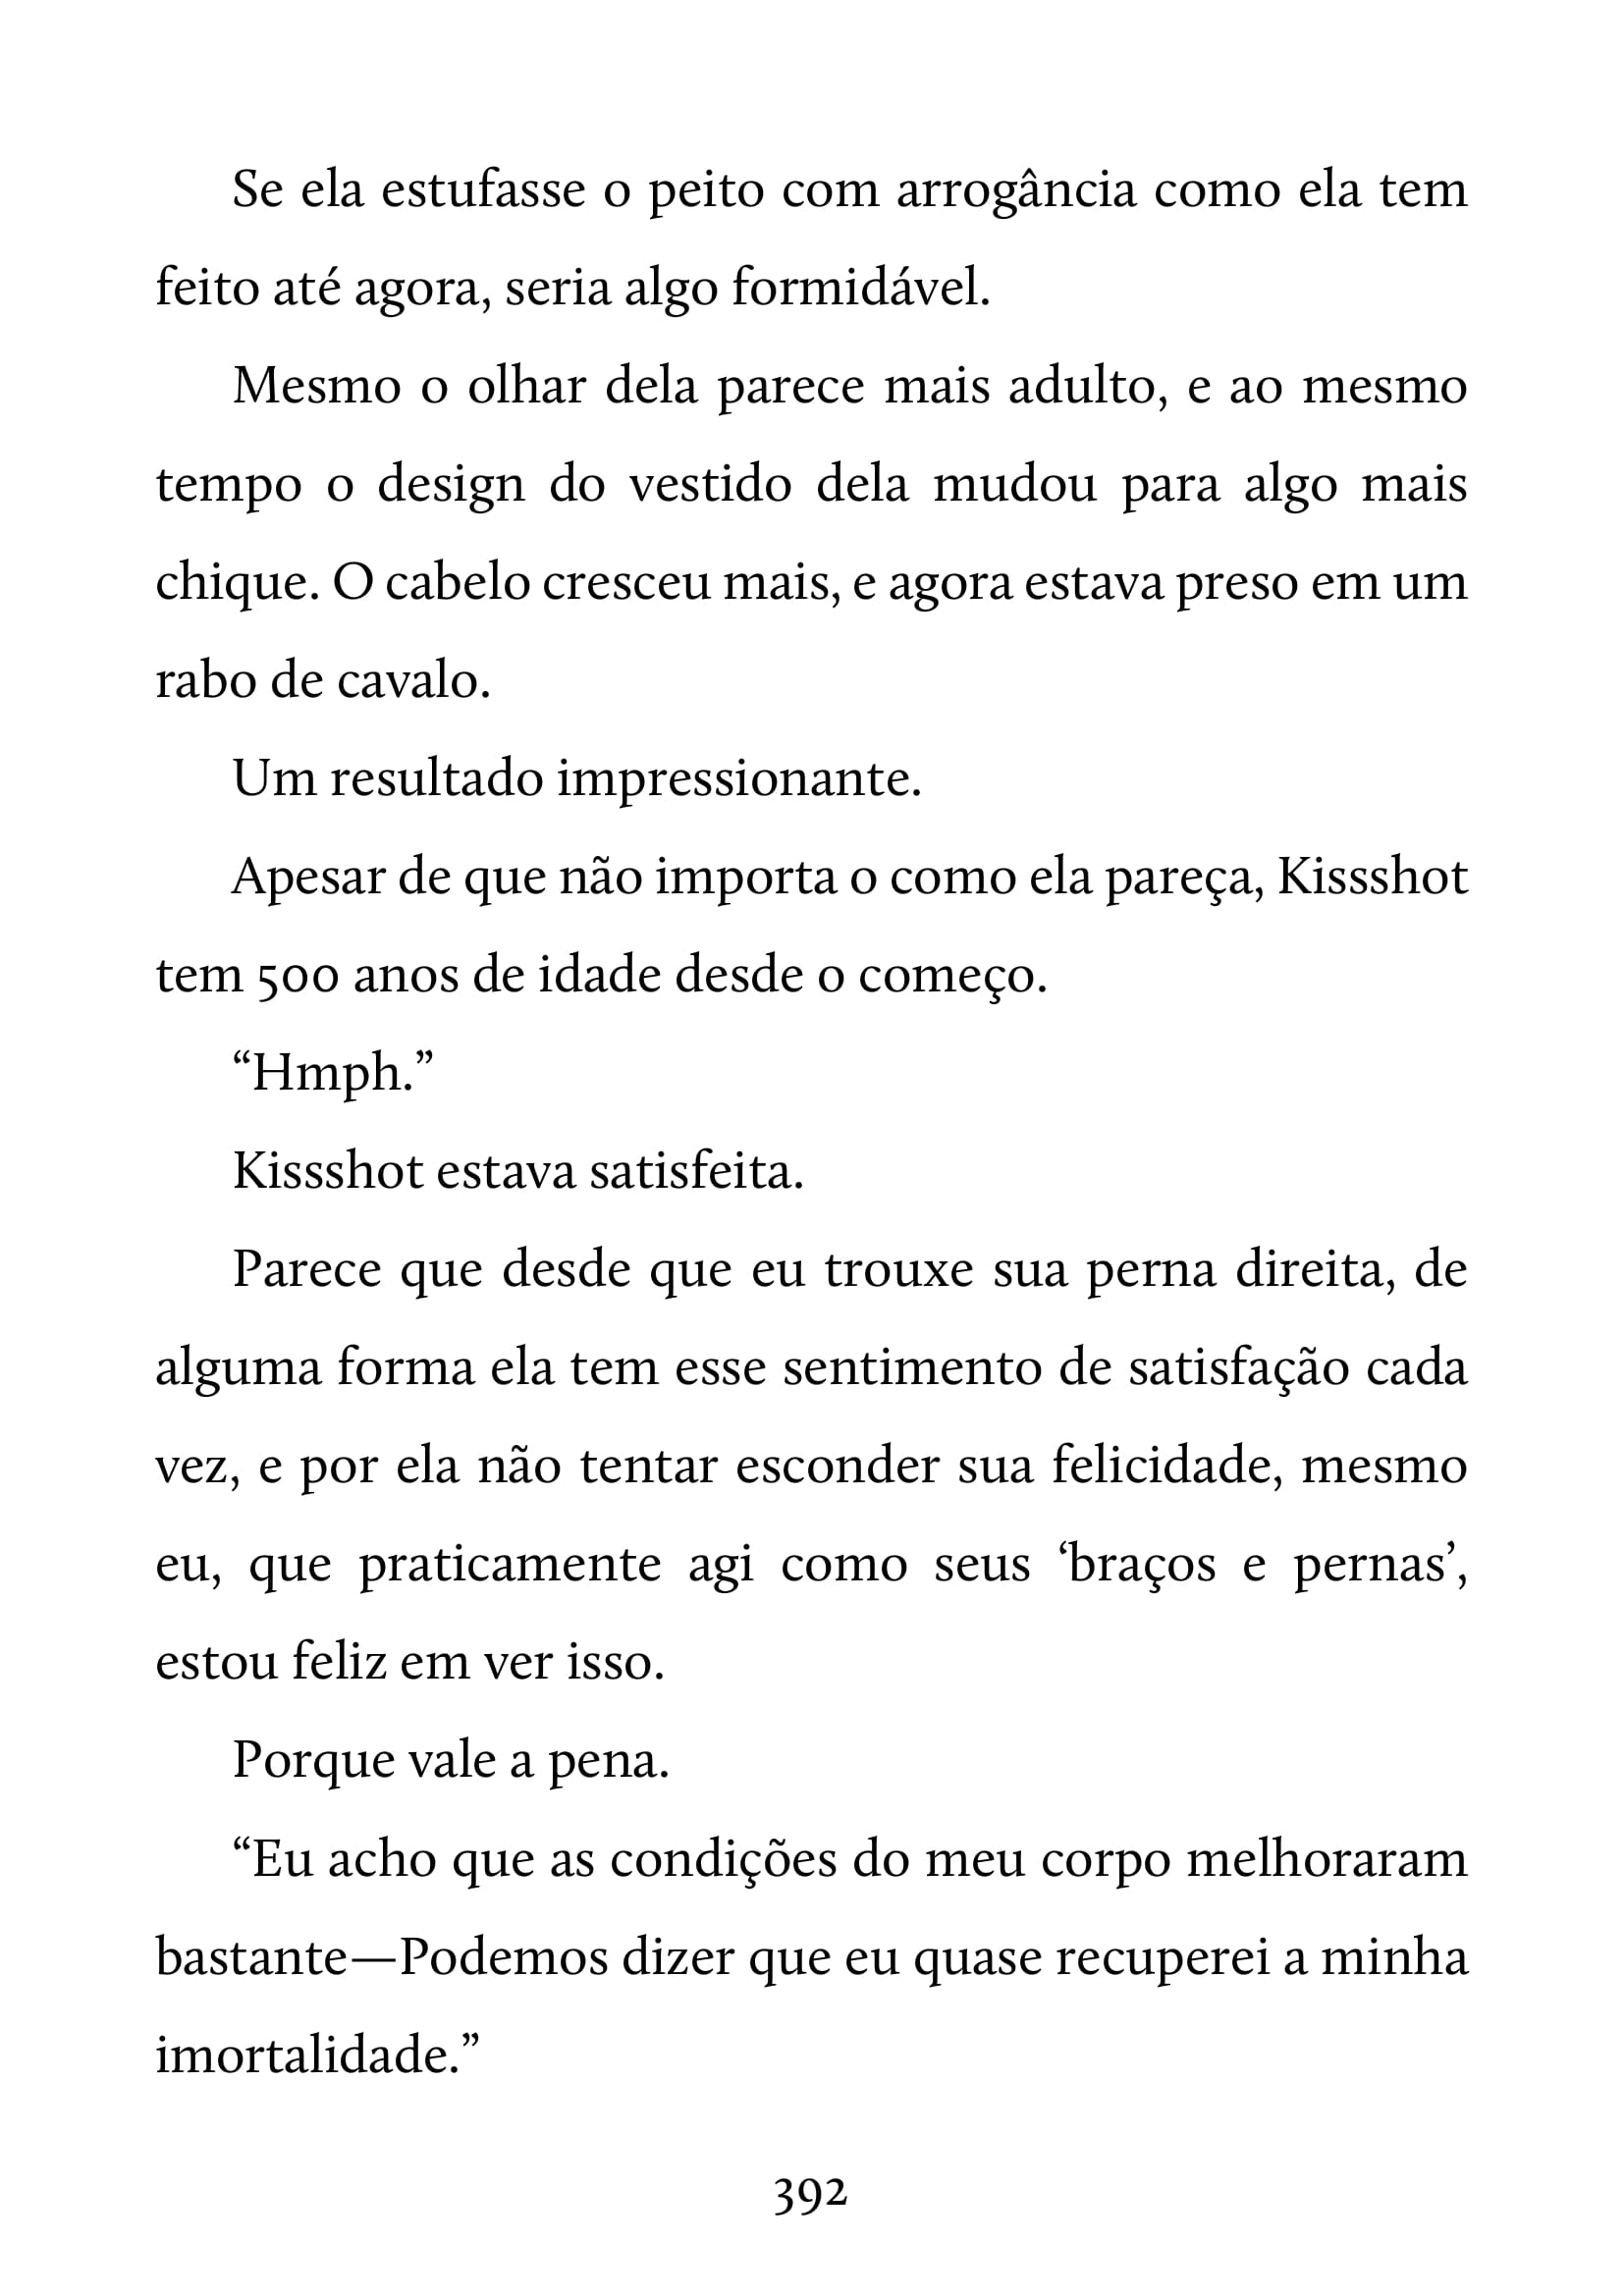 Se ela estufasse o peito com arrogância como ela tem
feito até agora, seria algo formidável.
Mesmo o olhar dela parece mais adulto, e ao mesmo
tempo o design do vestido dela mudou para algo mais
chique. O cabelo cresceu mais, e agora estava preso em um
rabo de cavalo.
Um resultado impressionante.
Apesar de que não importa o como ela pareça, Kissshot
tem 500 anos de idade desde o começo.
“Hmph.”
Kissshot estava satisfeita.
Parece que desde que eu trouxe sua perna direita, de
alguma forma ela tem esse sentimento de satisfação cada
vez, e por ela não tentar esconder sua felicidade, mesmo
eu, que praticamente agi como seus ‘braços e pernas’,
estou feliz em ver isso.
Porque vale a pena.
“Eu acho que as condições do meu corpo melhoraram
bastante—Podemos dizer que eu quase recuperei a minha
imortalidade.”
392